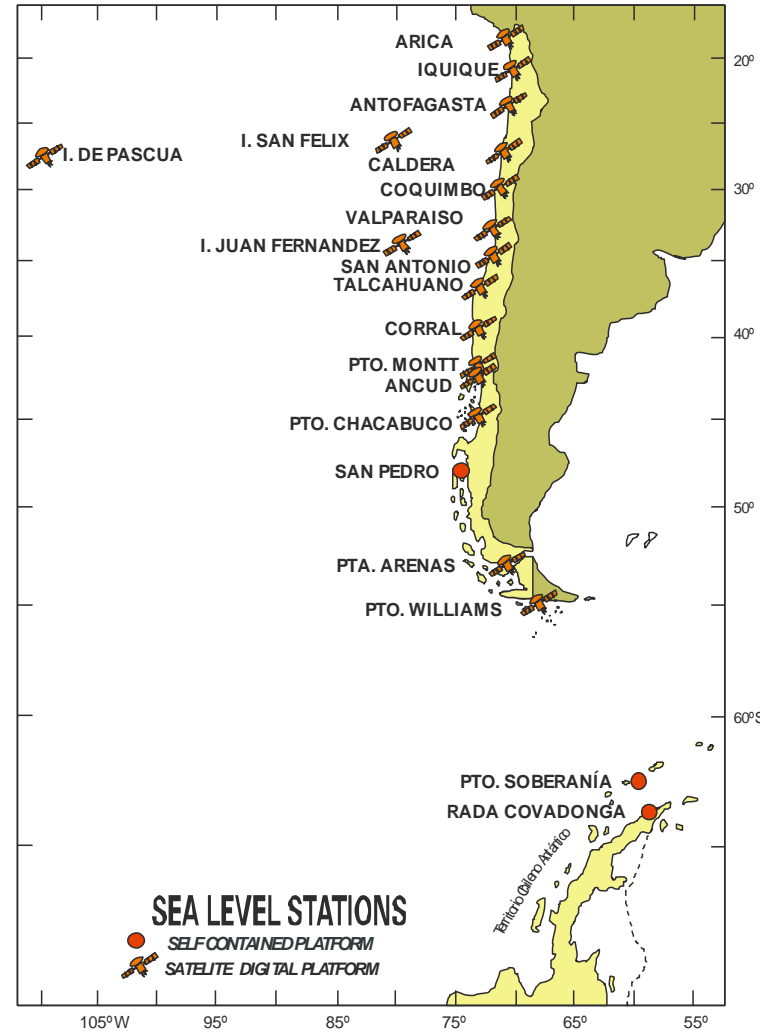 ARICA
20º
IQUIQUE
ANTOFAGASTA
I. SAN FELIX
I. DE PASCUA
CALDERA
COQUIMBO
30º
VALPARAISO
I. JUAN FERNANDEZ
SAN ANTONIO
TALCAHUANO
CORRAL
40º
PTO. MONTT
ANCUD
PTO. CHACABUCO
SAN PEDRO
50º
PTA. ARENAS
PTO. WILLIAMS
60ºS
PTO. SOBERANÍA
RADA COVADONGA
Territorio Chileno Antártico
SEA LEVEL STATIONS
SELF CONTAINED PLATFORM
SATELITE DIGITAL PLATFORM
105ºW 95º 85º 75º 65º 55º